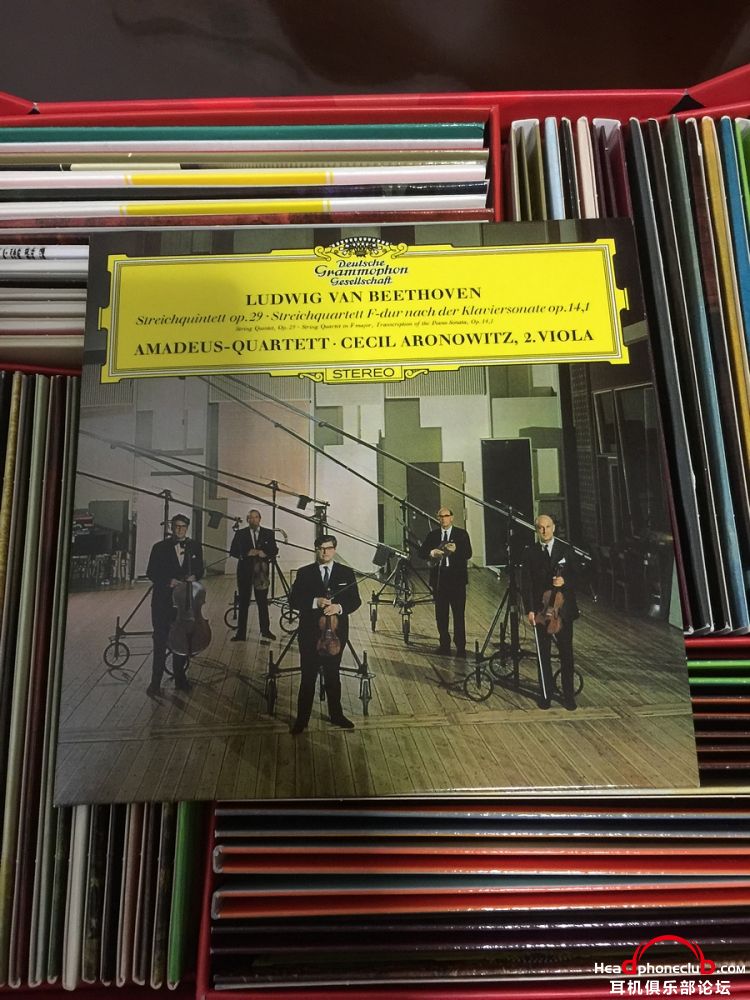 Deutsche
Grammophon
Gesellschaft
LUDWIG VAN BEETHOVEN
Streichquintett op. 29 · Streichquartett F-dur nach der Klaviersonate op. 14,1
String Quintet, Op. 29 · String Quartet in F major, Transcription of the Piano Sonata, Op. 14,1
AMADEUS-QUARTETT · CECIL ARONOWITZ, 2. VIOLA
STEREO
Headphoneclub.com
耳机俱乐部论坛